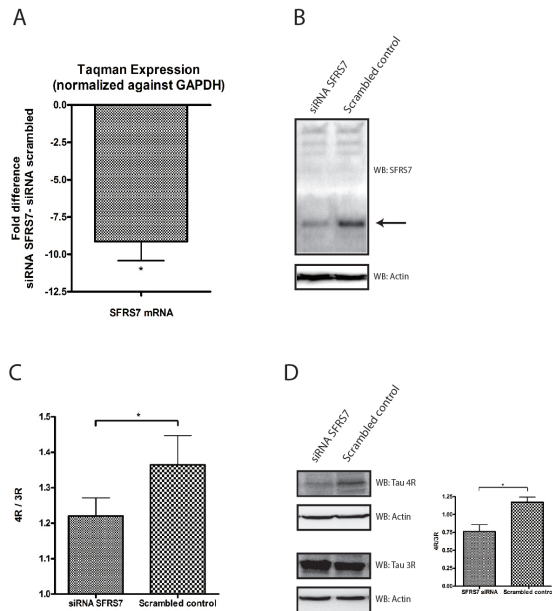 A
Taqman Expression
(normalized against GAPDH)
Fold difference
siRNA SFRS7- siRNA scrambled
0.0
-2.5
-5.0
-7.5
-10.0
-12.5
*
SFRS7 mRNA
B
siRNA SFRS7
Scrambled control
WB: SFRS7
WB: Actin
C
4R / 3R
1.5
1.4
1.3
1.2
1.1
1.0
*
siRNA SFRS7
Scrambled control
D
siRNA SFRS7
Scrambled control
WB: Tau 4R
WB: Actin
WB: Tau 3R
WB: Actin
4R/3R
1.25
1.00
0.75
0.50
0.25
0.00
*
SFRS7 siRNA
Scrambled control